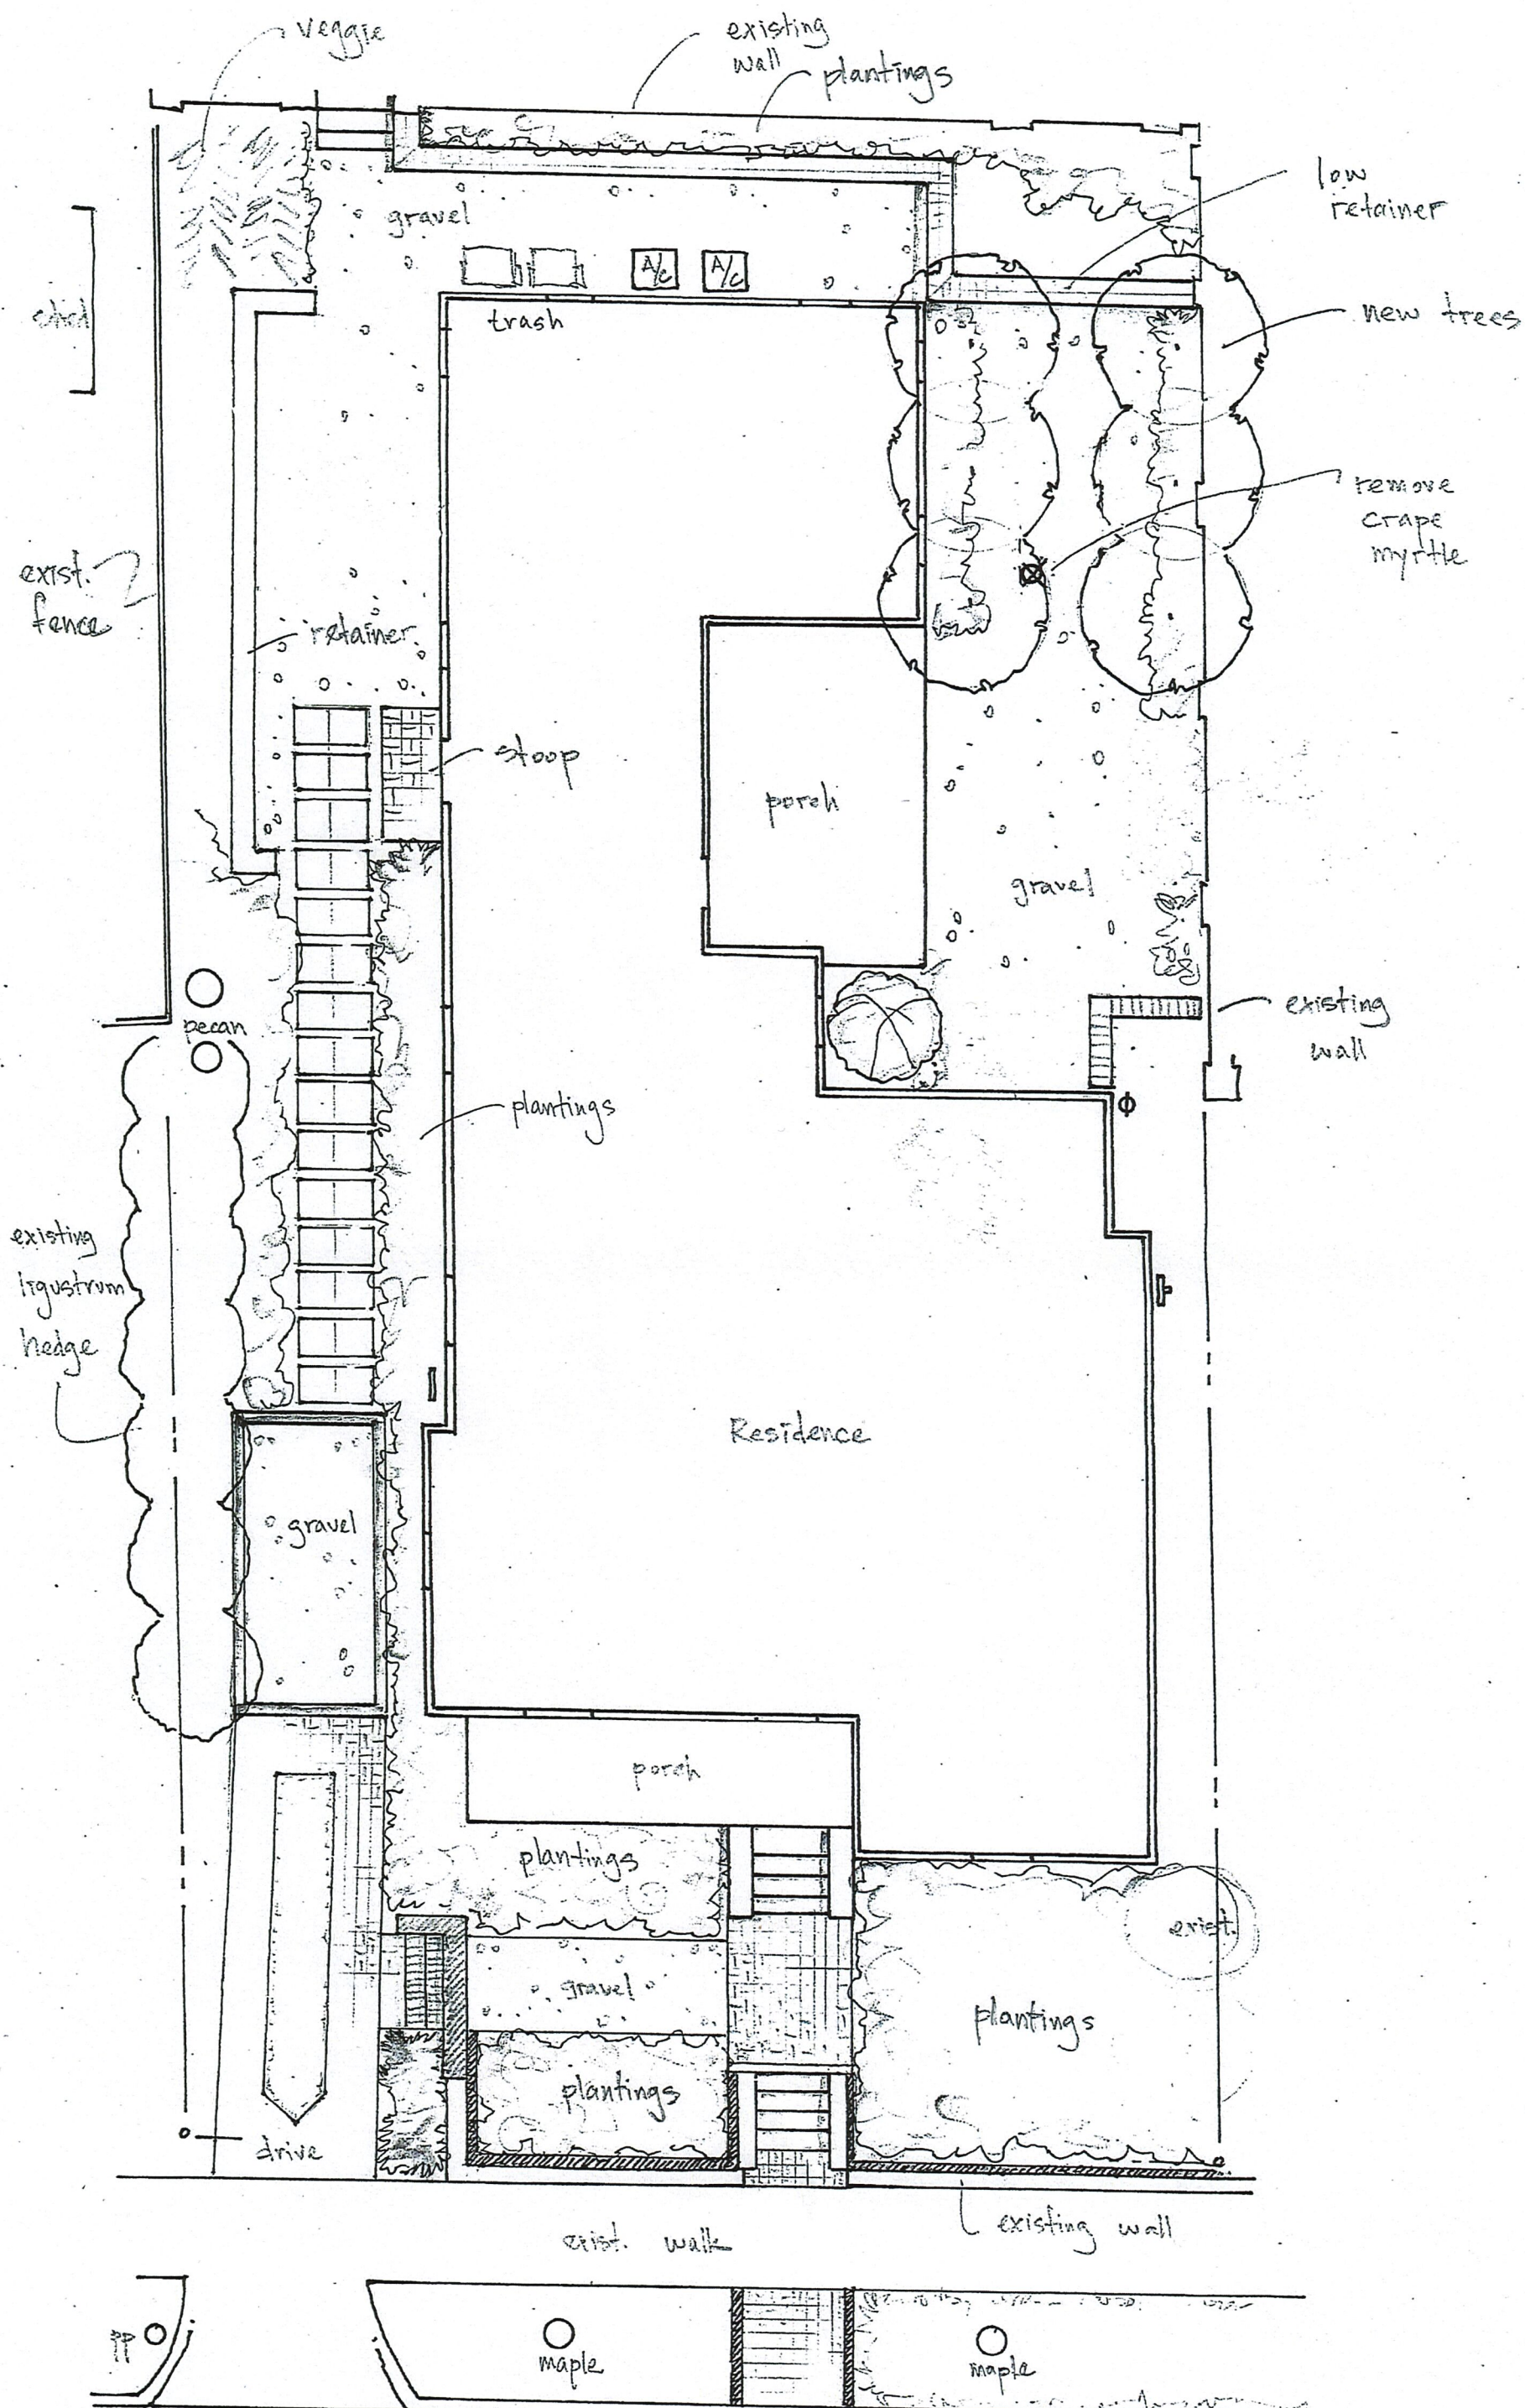 veggie
existing
wall
plantings
low
retainer
gravel
A/C
A/C
trash
shed
new trees
remove
crape
myrtle
exist.
fence
retainer
stoop
porch
gravel
pecan
existing
wall
plantings
existing
ligustrum
hedge
Residence
gravel
porch
plantings
exist.
gravel
plantings
plantings
drive
existing wall
exist. walk
pp
maple
maple